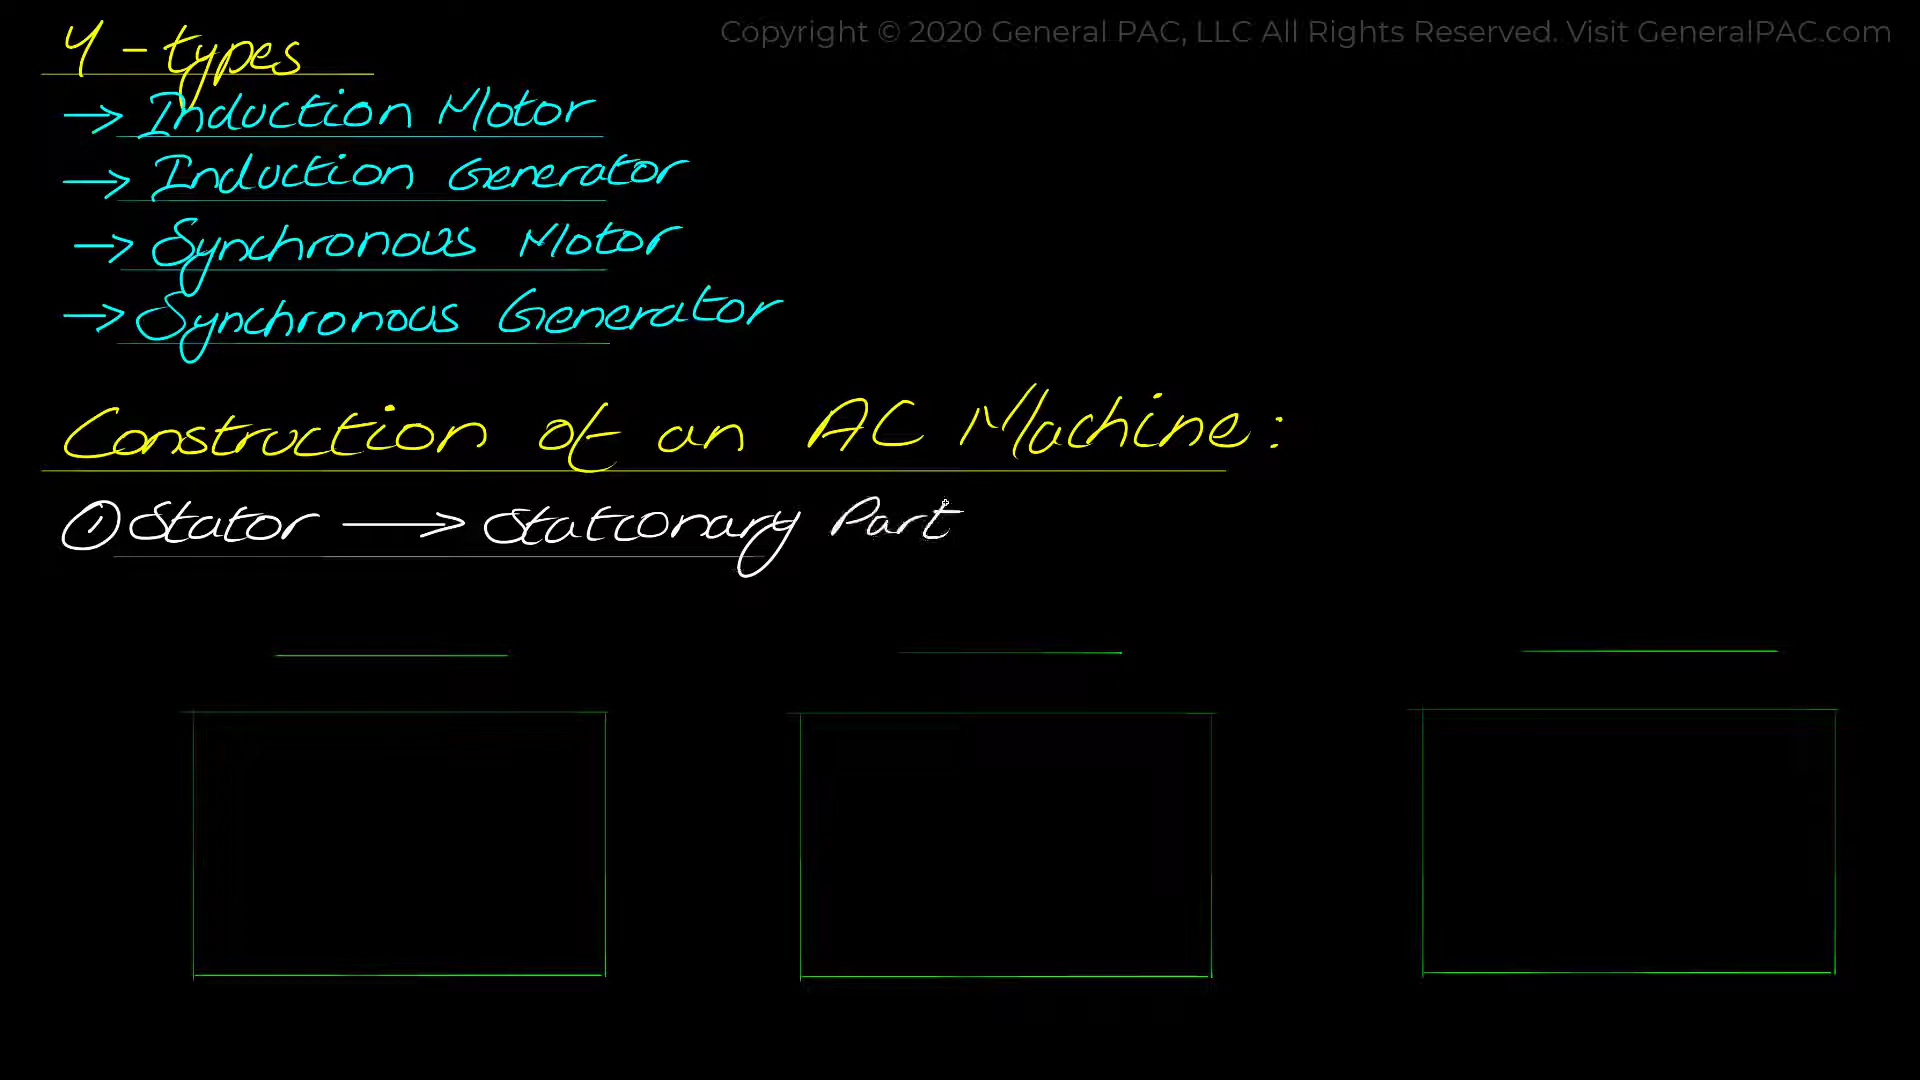 Copyright © 2020 General PAC, LLC All Rights Reserved. Visit GeneralPAC.com
4 - types
→ Induction Motor
→ Induction Generator
→ Synchronous Motor
→ Synchronous Generator
Construction of an AC Machine:
① Stator → Stationary Part